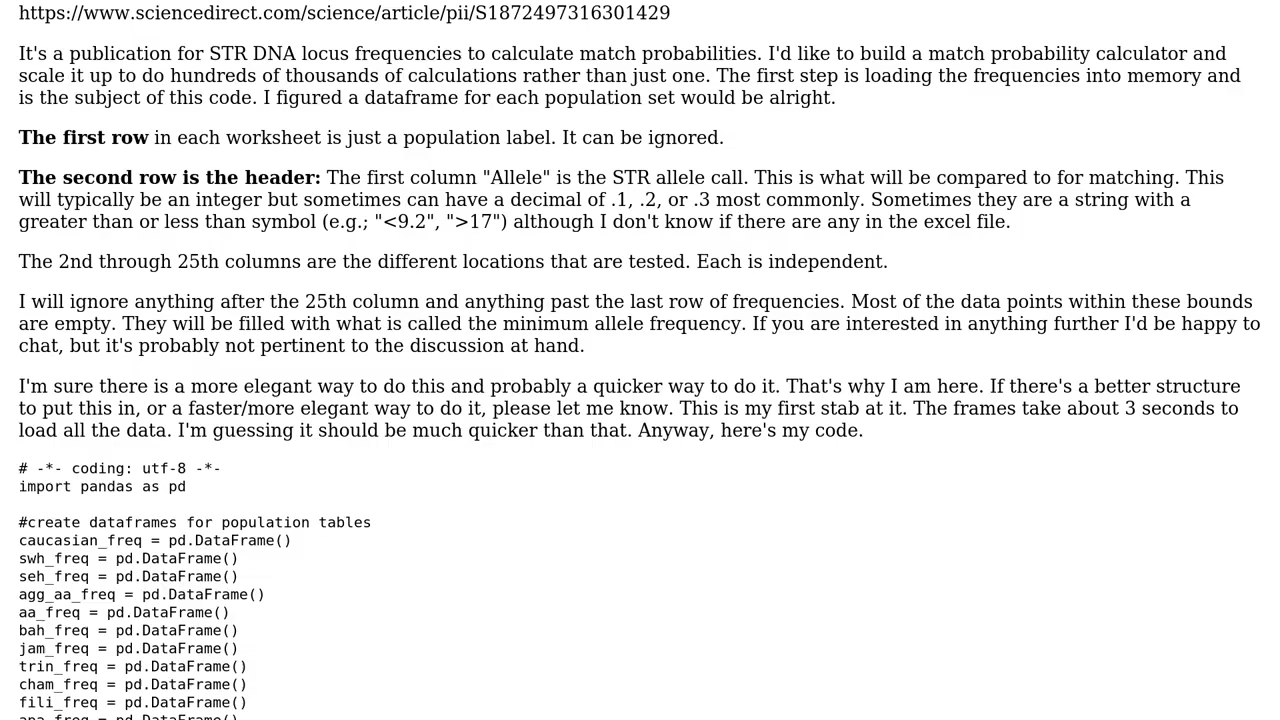 https://www.sciencedirect.com/science/article/pii/S1872497316301429
It's a publication for STR DNA locus frequencies to calculate match probabilities. I'd like to build a match probability calculator and
scale it up to do hundreds of thousands of calculations rather than just one. The first step is loading the frequencies into memory and
is the subject of this code. I figured a dataframe for each population set would be alright.
The first row in each worksheet is just a population label. It can be ignored.
The second row is the header: The first column "Allele" is the STR allele call. This is what will be compared to for matching. This
will typically be an integer but sometimes can have a decimal of .1, .2, or .3 most commonly. Sometimes they are a string with a
greater than or less than symbol (e.g.; "<9.2", ">17") although I don't know if there are any in the excel file.
The 2nd through 25th columns are the different locations that are tested. Each is independent.
I will ignore anything after the 25th column and anything past the last row of frequencies. Most of the data points within these bounds
are empty. They will be filled with what is called the minimum allele frequency. If you are interested in anything further I'd be happy to
chat, but it's probably not pertinent to the discussion at hand.
I'm sure there is a more elegant way to do this and probably a quicker way to do it. That's why I am here. If there's a better structure
to put this in, or a faster/more elegant way to do it, please let me know. This is my first stab at it. The frames take about 3 seconds to
load all the data. I'm guessing it should be much quicker than that. Anyway, here's my code.
# -*- coding: utf-8 -*-
import pandas as pd
#create dataframes for population tables
caucasian_freq = pd.DataFrame()
swh_freq = pd.DataFrame()
seh_freq = pd.DataFrame()
agg_aa_freq = pd.DataFrame()
aa_freq = pd.DataFrame()
bah_freq = pd.DataFrame()
jam_freq = pd.DataFrame()
trin_freq = pd.DataFrame()
cham_freq = pd.DataFrame()
fili_freq = pd.DataFrame()